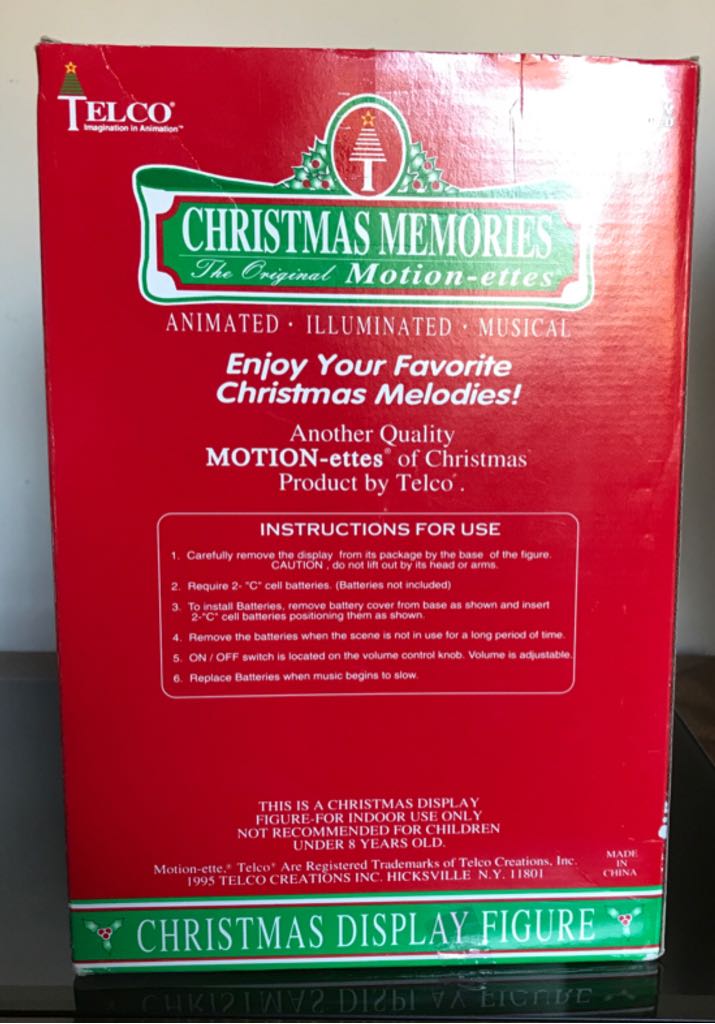 TELCO®
Imagination in Animation™
CHRISTMAS MEMORIES
The Original Motion-ettes®
ANIMATED · ILLUMINATED · MUSICAL
Enjoy Your Favorite
Christmas Melodies!
Another Quality
MOTION-ettes® of Christmas
Product by Telco®.
INSTRUCTIONS FOR USE
1. Carefully remove the display from its package by the base of the figure.
CAUTION , do not lift out by its head or arms.
2. Require 2- "C" cell batteries. (Batteries not included)
3. To install Batteries, remove battery cover from base as shown and insert
2-"C" cell batteries positioning them as shown.
4. Remove the batteries when the scene is not in use for a long period of time.
5. ON / OFF switch is located on the volume control knob. Volume is adjustable.
6. Replace Batteries when music begins to slow.
THIS IS A CHRISTMAS DISPLAY
FIGURE-FOR INDOOR USE ONLY
NOT RECOMMENDED FOR CHILDREN
UNDER 8 YEARS OLD.
Motion-ette,® Telco® Are Registered Trademarks of Telco Creations, Inc.
1995 TELCO CREATIONS INC. HICKSVILLE N.Y. 11801
MADE
IN
CHINA
CHRISTMAS DISPLAY FIGURE